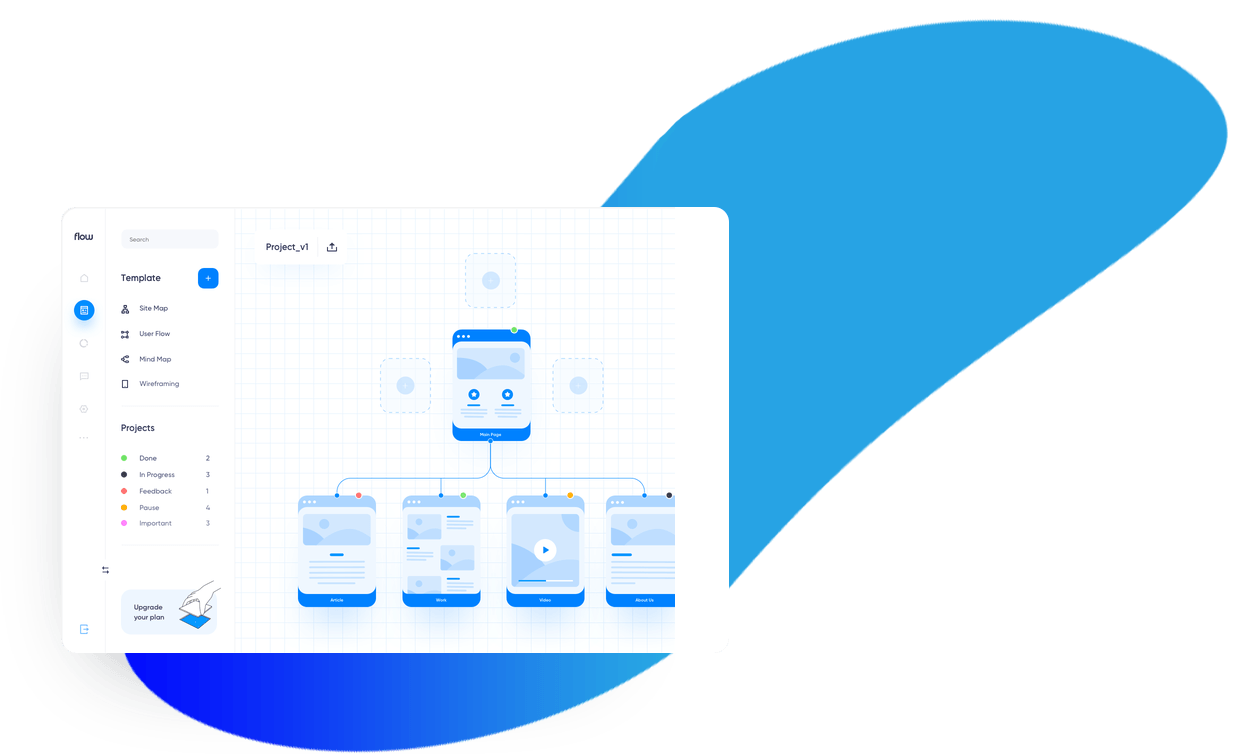 flow
Search
Project_v1
Template
+
Site Map
User Flow
Mind Map
Wireframing
Projects
Done 2
In Progress 3
Feedback 1
Pause 4
Important 3
Upgrade
your plan
Main Page
Article
Work
Video
About Us